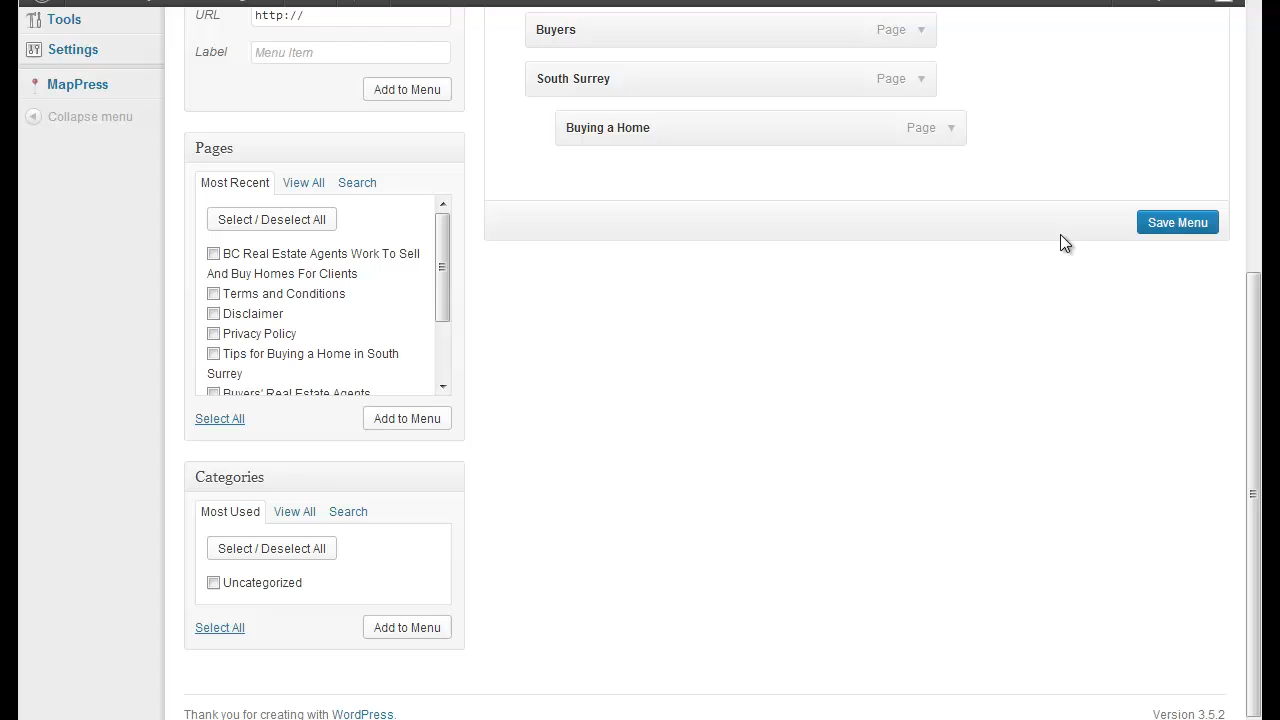 Tools
Settings
MapPress
Collapse menu
URL http://
Label Menu Item
Add to Menu
Pages
Most Recent View All Search
Select / Deselect All
BC Real Estate Agents Work To Sell
And Buy Homes For Clients
Terms and Conditions
Disclaimer
Privacy Policy
Tips for Buying a Home in South
Surrey
Buyers' Real Estate Agents
Select All Add to Menu
Categories
Most Used View All Search
Select / Deselect All
Uncategorized
Select All Add to Menu
Buyers Page
South Surrey Page
Buying a Home Page
Save Menu
Thank you for creating with WordPress. Version 3.5.2